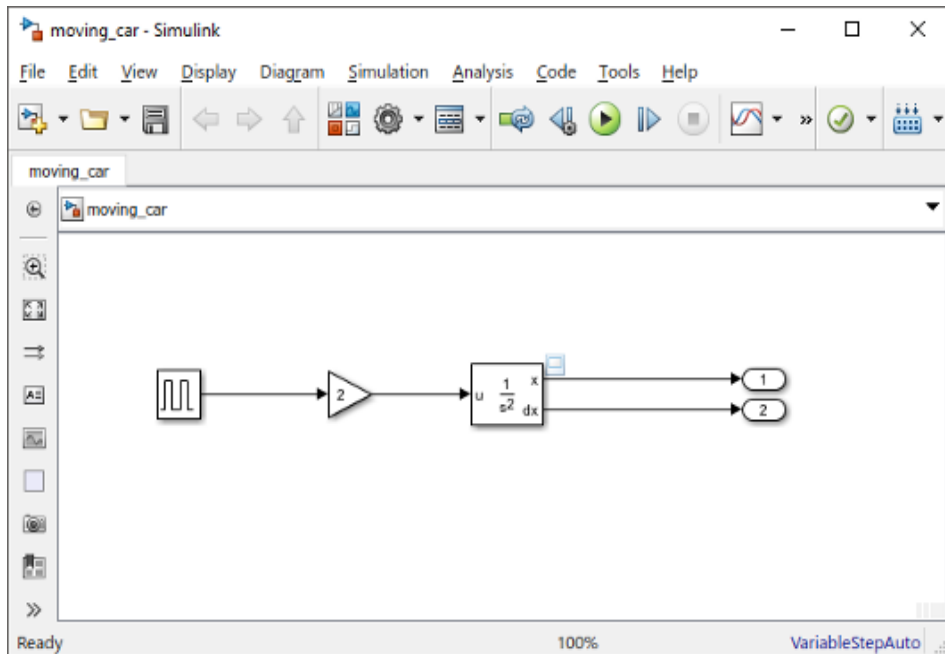 moving_car - Simulink
File Edit View Display Diagram Simulation Analysis Code Tools Help
»
moving_car
moving_car
A
2
u 1 x
s2 dx
1
2
»
Ready 100% VariableStepAuto